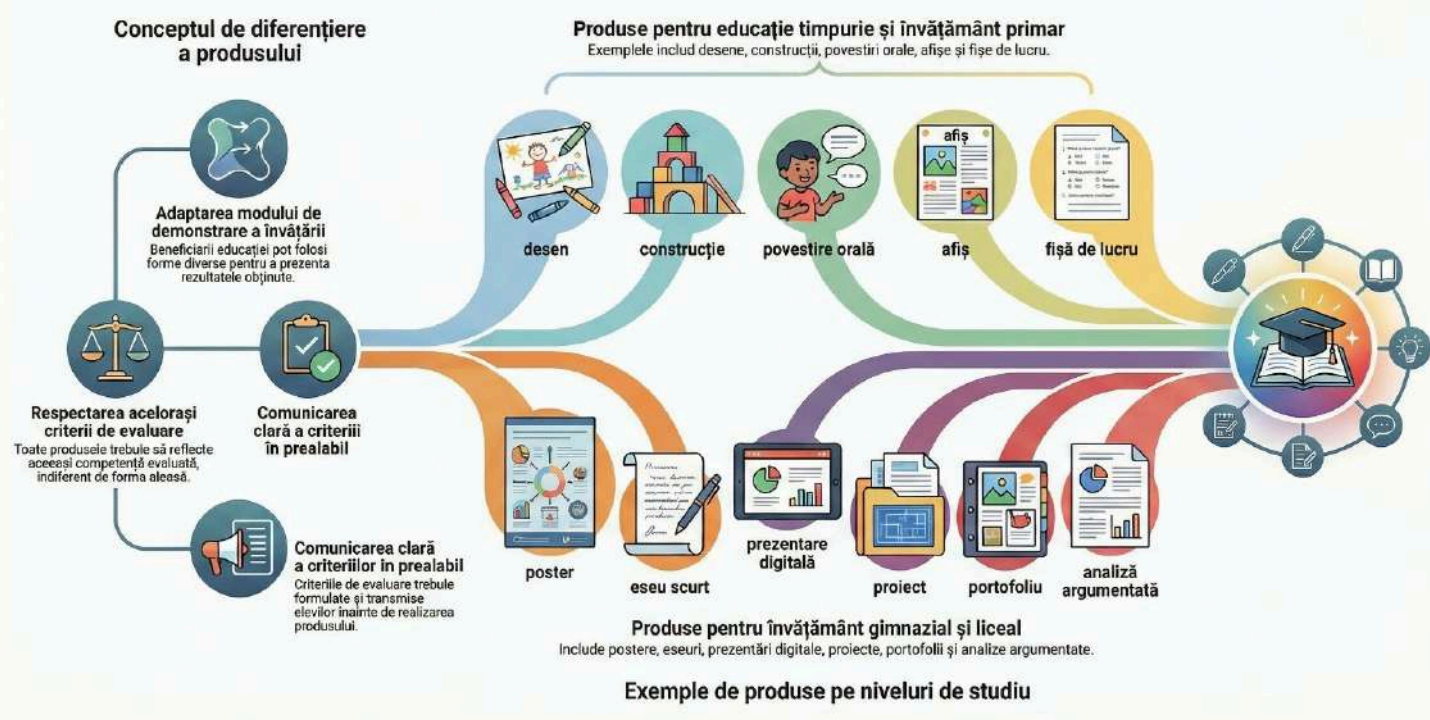 Conceptul de diferențiere
a produsului
Adaptarea modului de
demonstrare a învățării
Beneficiarii educației pot folosi
forme diverse pentru a prezenta
rezultatele obținute.
Respectarea acelorași
criterii de evaluare
Toate produsele trebuie să reflecte
aceeași competență evaluată,
indiferent de forma aleasă.
Comunicarea
clară a criteriii
în prealabil
Comunicarea clară
a criteriilor în prealabil
Criteriile de evaluare trebuie
formulate și transmise
elevilor înainte de realizarea
produsului.
Produse pentru educație timpurie și învățământ primar
Exemplele includ desene, construcții, povestiri orale, afișe și fișe de lucru.
afiș
desen
construcție
povestire orală
afiș
fișă de lucru
poster
eseu scurt
prezentare
digitală
proiect
portofoliu
analiză
argumentată
Produse pentru învățământ gimnazial și liceal
Include postere, eseuri, prezentări digitale, proiecte, portofolii și analize argumentate.
Exemple de produse pe niveluri de studiu